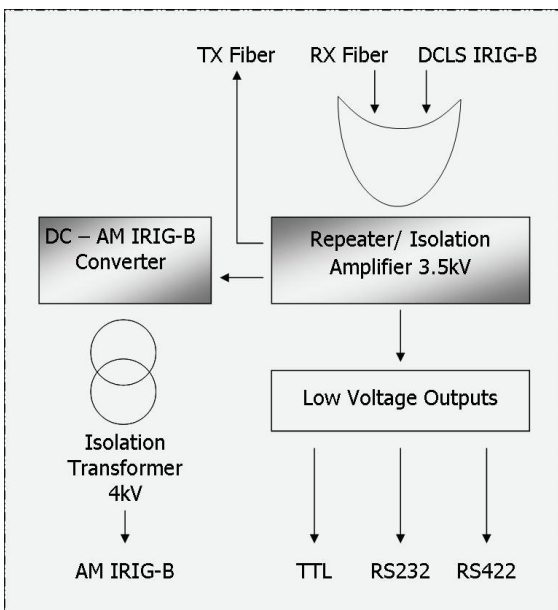 TX Fiber
RX Fiber
DCLS IRIG-B
DC – AM IRIG-B
Converter
Repeater/ Isolation
Amplifier 3.5kV
Low Voltage Outputs
Isolation
Transformer
4kV
AM IRIG-B
TTL
RS232
RS422